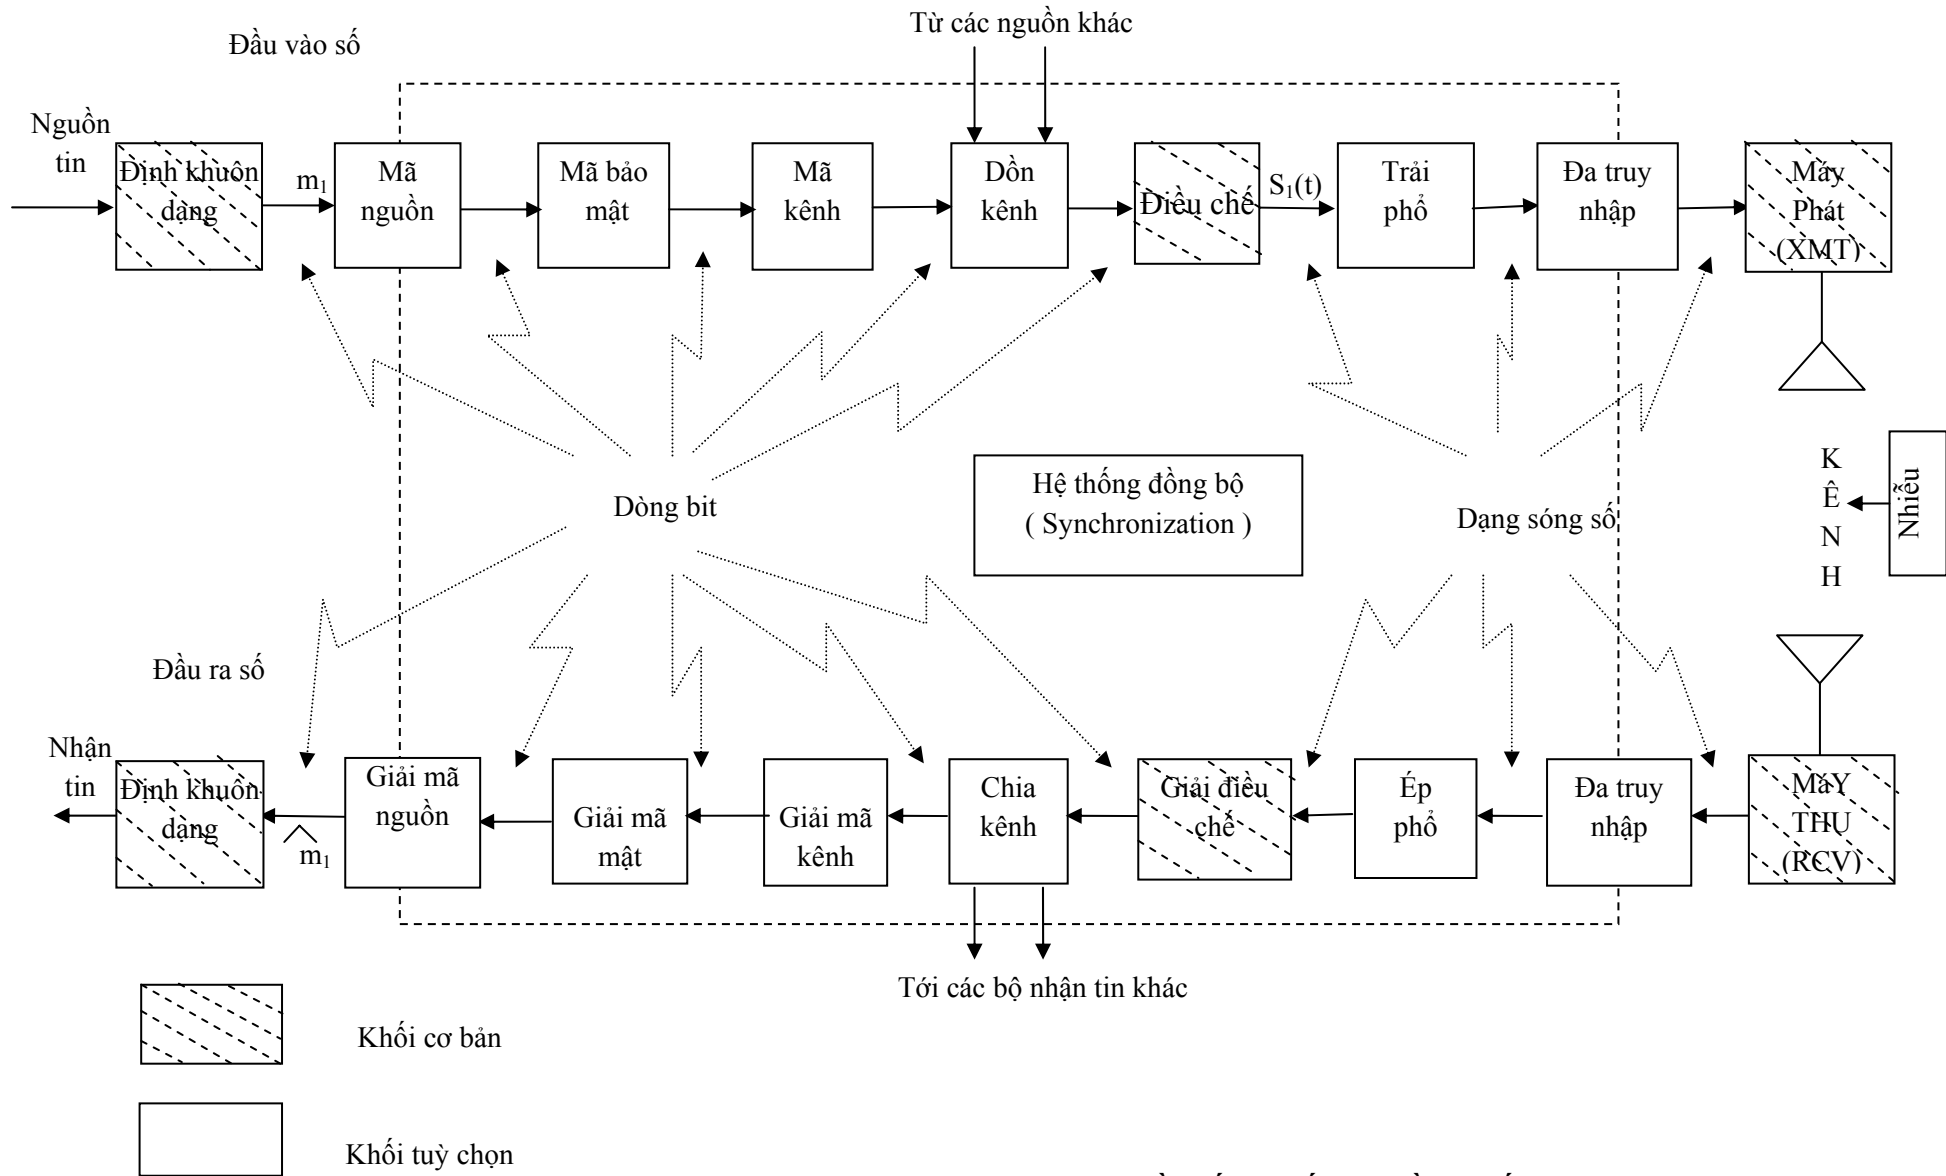 Từ các nguồn khác
Đầu vào số
Nguồn
tin
Định khuôn
dạng
m1
Mã
nguồn
Mã bảo
mật
Mã
kênh
Dồn
kênh
Điều chế
S1(t)
Trải
phổ
Đa truy
nhập
Máy
Phát
(XMT)
Dòng bit
Hệ thống đồng bộ
( Synchronization )
Dạng sóng số
K
Ê
N
H
Nhiễu
Đầu ra số
Nhận
tin
Định khuôn
dạng
m1
Giải mã
nguồn
Giải mã
mật
Giải mã
kênh
Chia
kênh
Giải điều
chế
Ép
phổ
Đa truy
nhập
MáY
THU
(RCV)
Tới các bộ nhận tin khác
Khối cơ bản
Khối tuỳ chọn